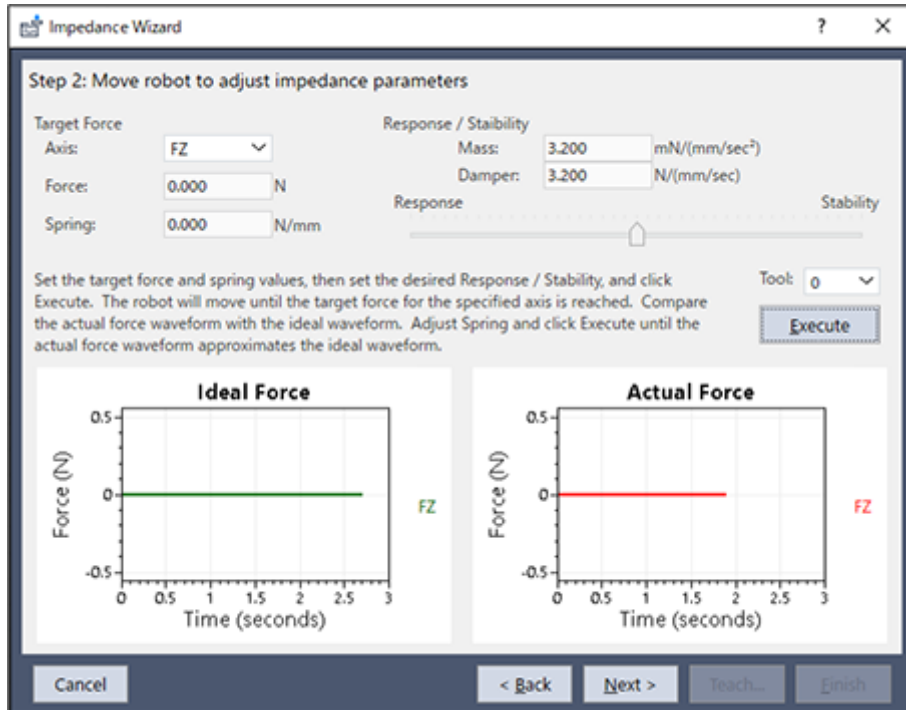 Impedance Wizard
?
Step 2: Move robot to adjust impedance parameters
Target Force
Axis: FZ
Force: 0.000 N
Spring: 0.000 N/mm
Response / Staibility
Mass: 3.200 mN/(mm/sec²)
Damper: 3.200 N/(mm/sec)
Response Stability
Set the target force and spring values, then set the desired Response / Stability, and click
Execute. The robot will move until the target force for the specified axis is reached. Compare
the actual force waveform with the ideal waveform. Adjust Spring and click Execute until the
actual force waveform approximates the ideal waveform.
Tool: 0
Execute
Ideal Force
Force (N)
0.5
0
-0.5
0 0.5 1 1.5 2 2.5 3
Time (seconds)
FZ
Actual Force
Force (N)
0.5
0
-0.5
0 0.5 1 1.5 2 2.5 3
Time (seconds)
FZ
Cancel < Back Next > Teach... Finish